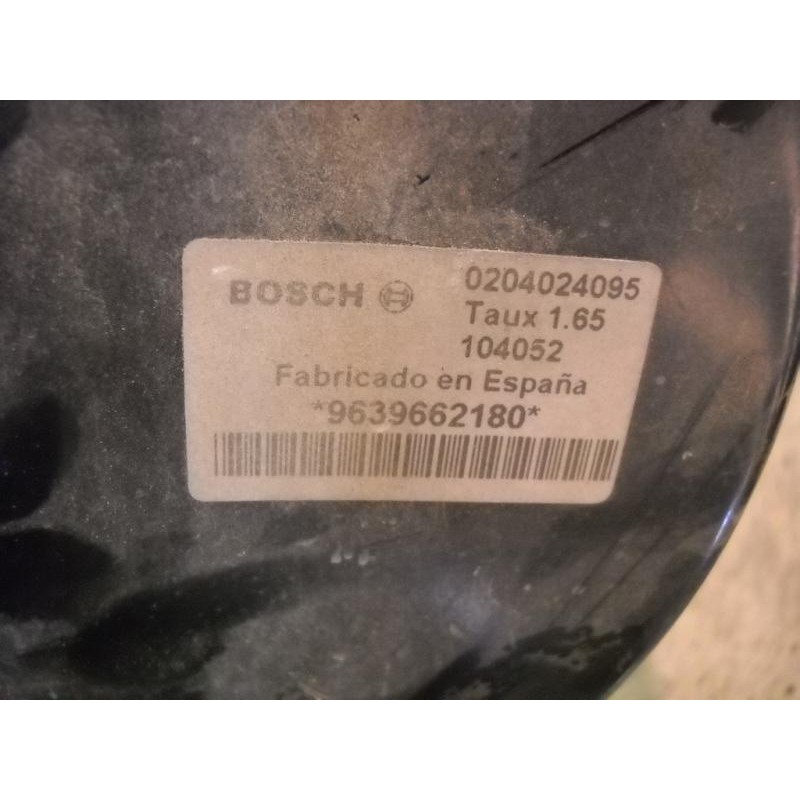 BOSCH 0204024095
Taux 1.65
104052
Fabricado en España
*9639662180*